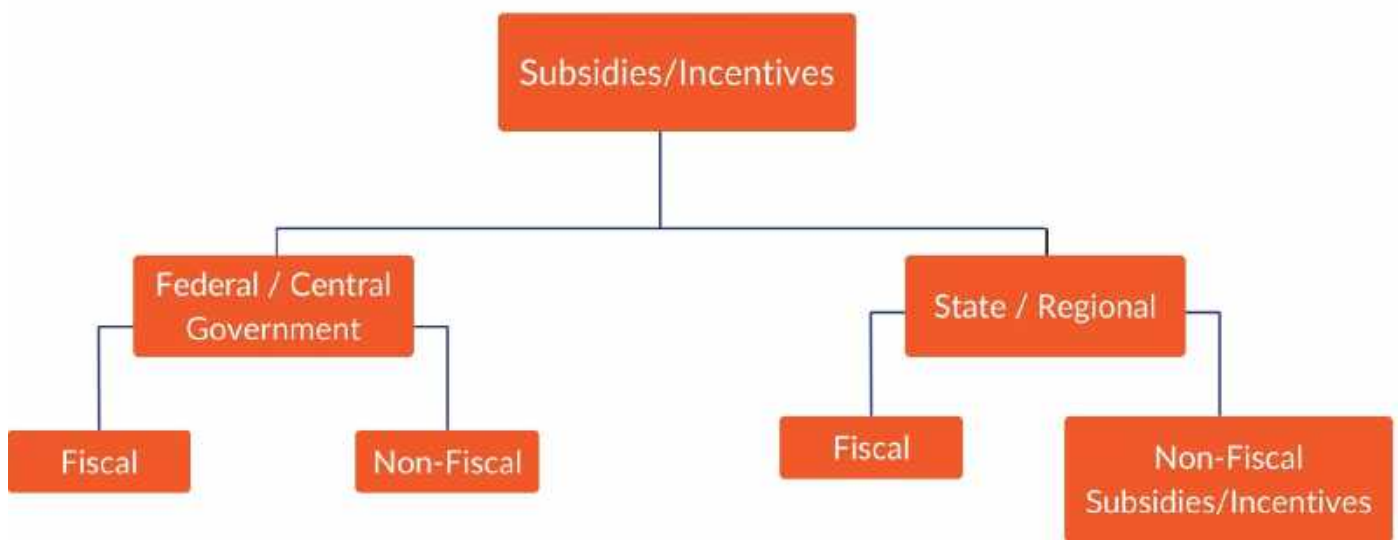 Subsidies/Incentives
Federal / Central
Government
State / Regional
Fiscal
Non-Fiscal
Fiscal
Non-Fiscal
Subsidies/Incentives